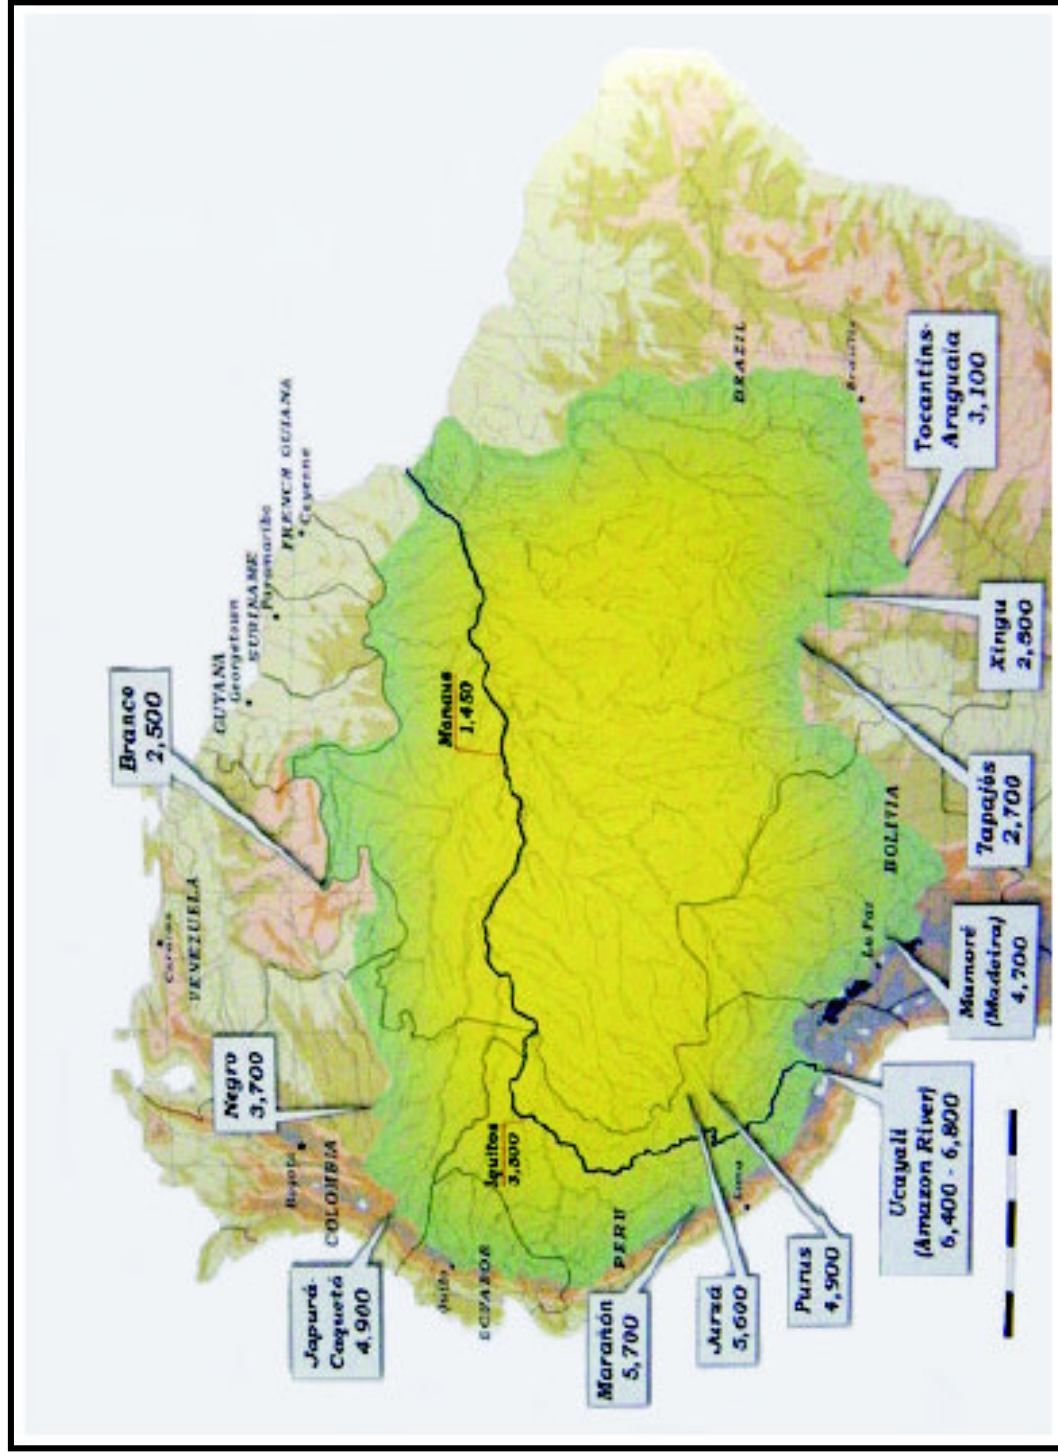 Branco
2,500
Caracas
VENEZUELA
GUYANA
Georgetown
SURINAME
Paramaribo
FRENCH GUIANA
Cayenne
Negro
3,700
Bogotá
COLOMBIA
Japurá-
Caquetá
4,900
Quito
ECUADOR
Manaus
1,450
Iquitos
3,500
PERU
Lima
BRAZIL
Brasília
BOLIVIA
La Paz
Marañón
5,700
Juruá
5,600
Purus
4,900
Ucayali
(Amazon River)
6,400 - 6,800
Mamoré
(Madeira)
4,700
Tapajós
2,700
Xingu
2,500
Tocantins-
Araguaia
3,100